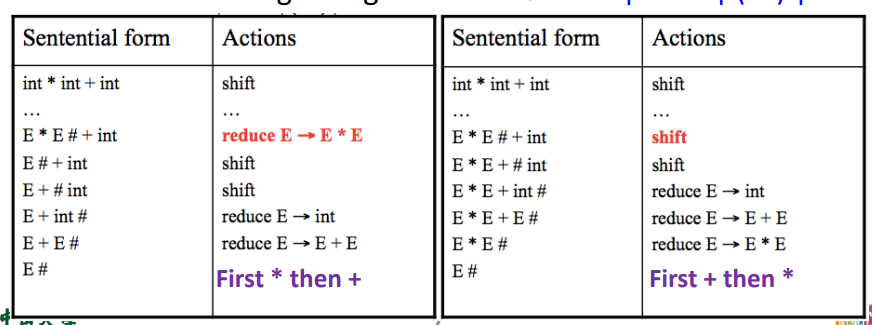 Sentential form Actions
int * int + int shift
... ...
E * E # + int reduce E → E * E
E # + int shift
E + # int shift
E + int # reduce E → int
E + E # reduce E → E + E
E #
First * then +
Sentential form Actions
int * int + int shift
... ...
E * E # + int shift
E * E + # int shift
E * E + int # reduce E → int
E * E + E # reduce E → E + E
E * E # reduce E → E * E
E #
First + then *